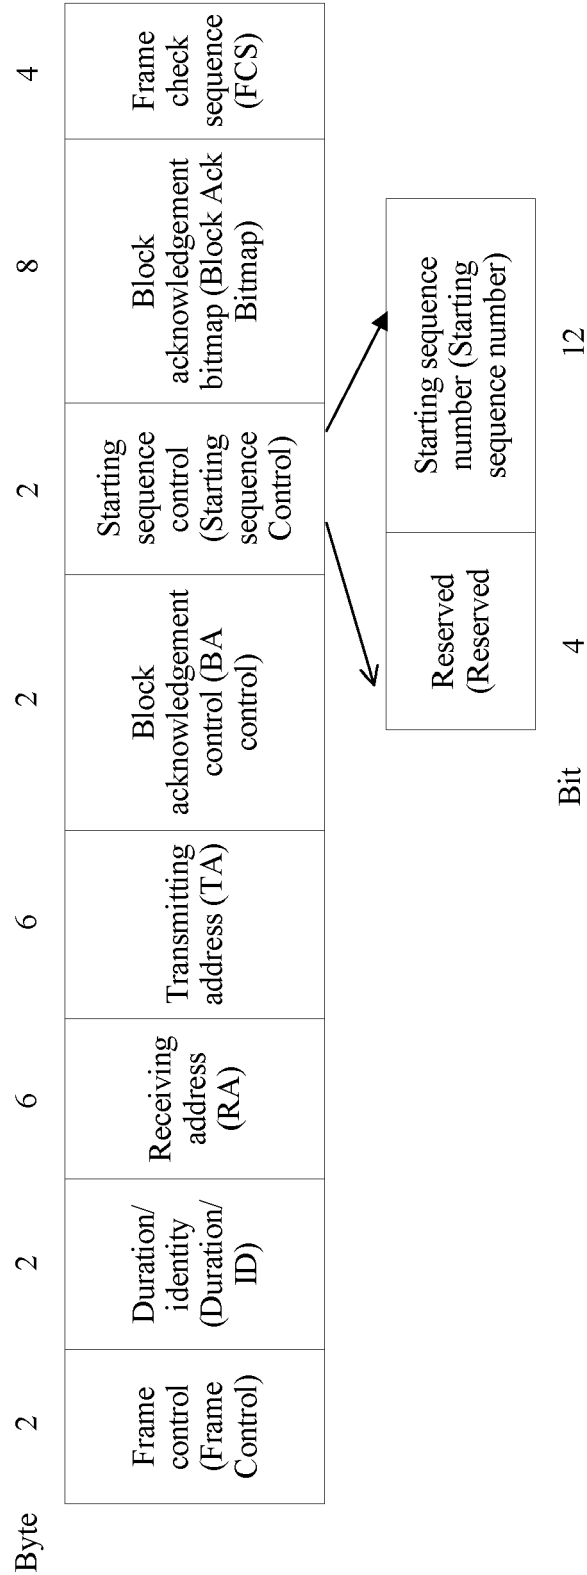 Byte
2
2
6
6
2
2
8
4
Frame
control
(Frame
Control)
Duration/
identity
(Duration/
ID)
Receiving
address
(RA)
Transmitting
address (TA)
Block
acknowledgement
control (BA
control)
Starting
sequence
control
(Starting
sequence
Control)
Block
acknowledgement
bitmap (Block Ack
Bitmap)
Frame
check
sequence
(FCS)
Reserved
(Reserved
Starting sequence
number (Starting
sequence number)
Bit
4
12